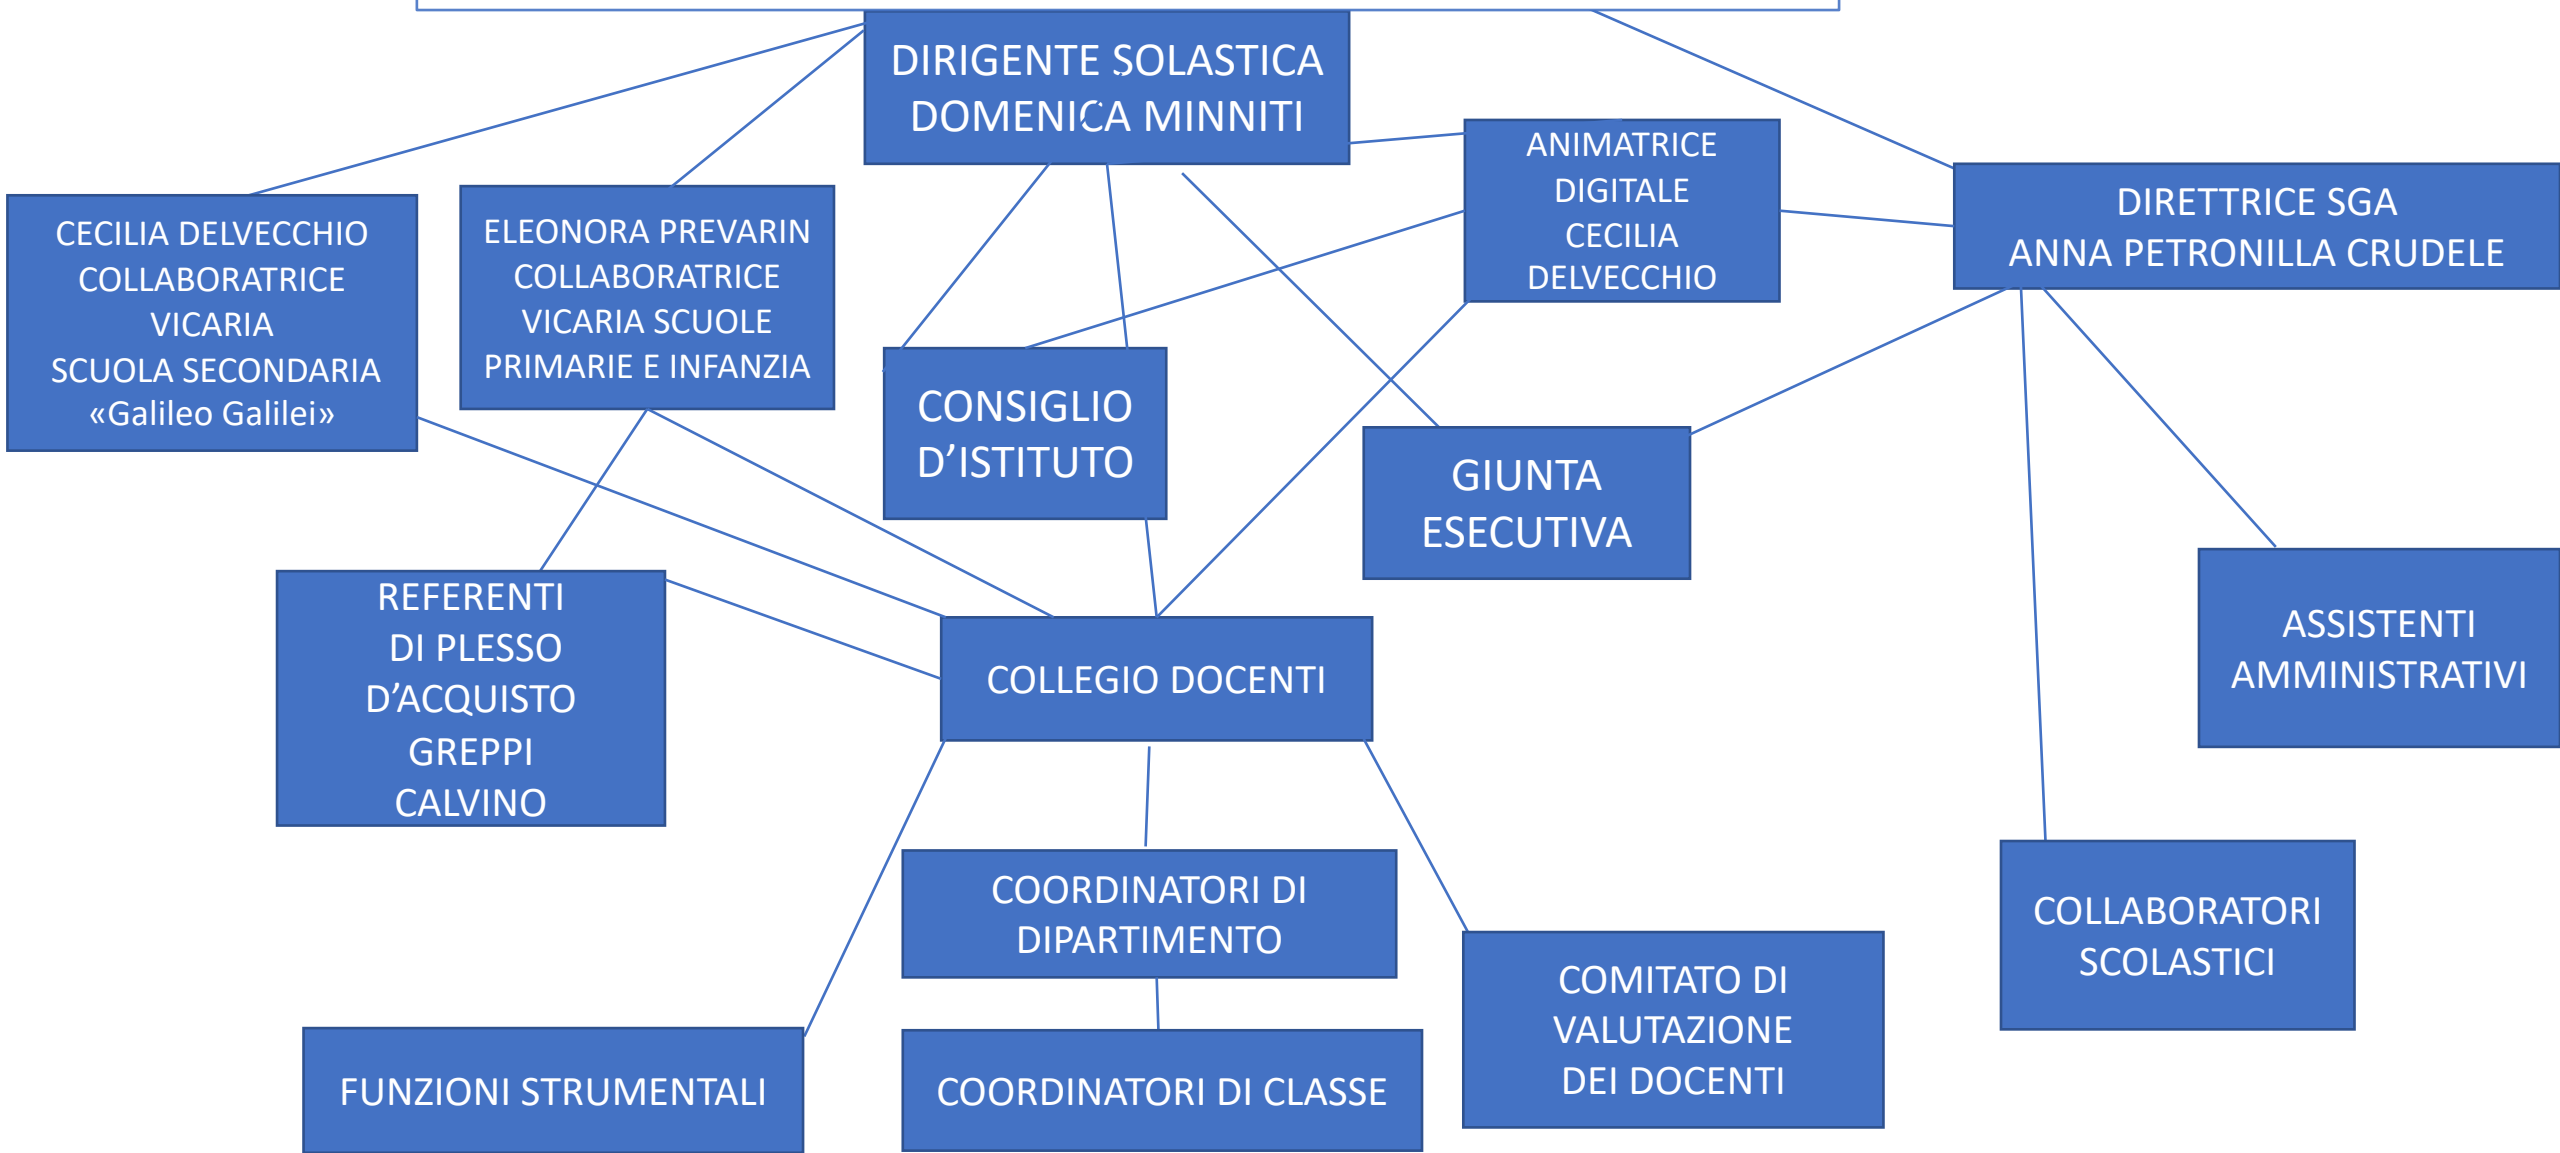 DIRIGENTE SOLASTICA
DOMENICA MINNITI
CECILIA DELVECCHIO
COLLABORATRICE
VICARIA
SCUOLA SECONDARIA
«Galileo Galilei»
ELEONORA PREVARIN
COLLABORATRICE
VICARIA SCUOLE
PRIMARIE E INFANZIA
ANIMATRICE
DIGITALE
CECILIA
DELVECCHIO
DIRETTRICE SGA
ANNA PETRONILLA CRUDELE
CONSIGLIO
D’ISTITUTO
GIUNTA
ESECUTIVA
REFERENTI
DI PLESSO
D’ACQUISTO
GREPPI
CALVINO
COLLEGIO DOCENTI
ASSISTENTI
AMMINISTRATIVI
COORDINATORI DI
DIPARTIMENTO
COLLABORATORI
SCOLASTICI
COMITATO DI
VALUTAZIONE
DEI DOCENTI
FUNZIONI STRUMENTALI
COORDINATORI DI CLASSE